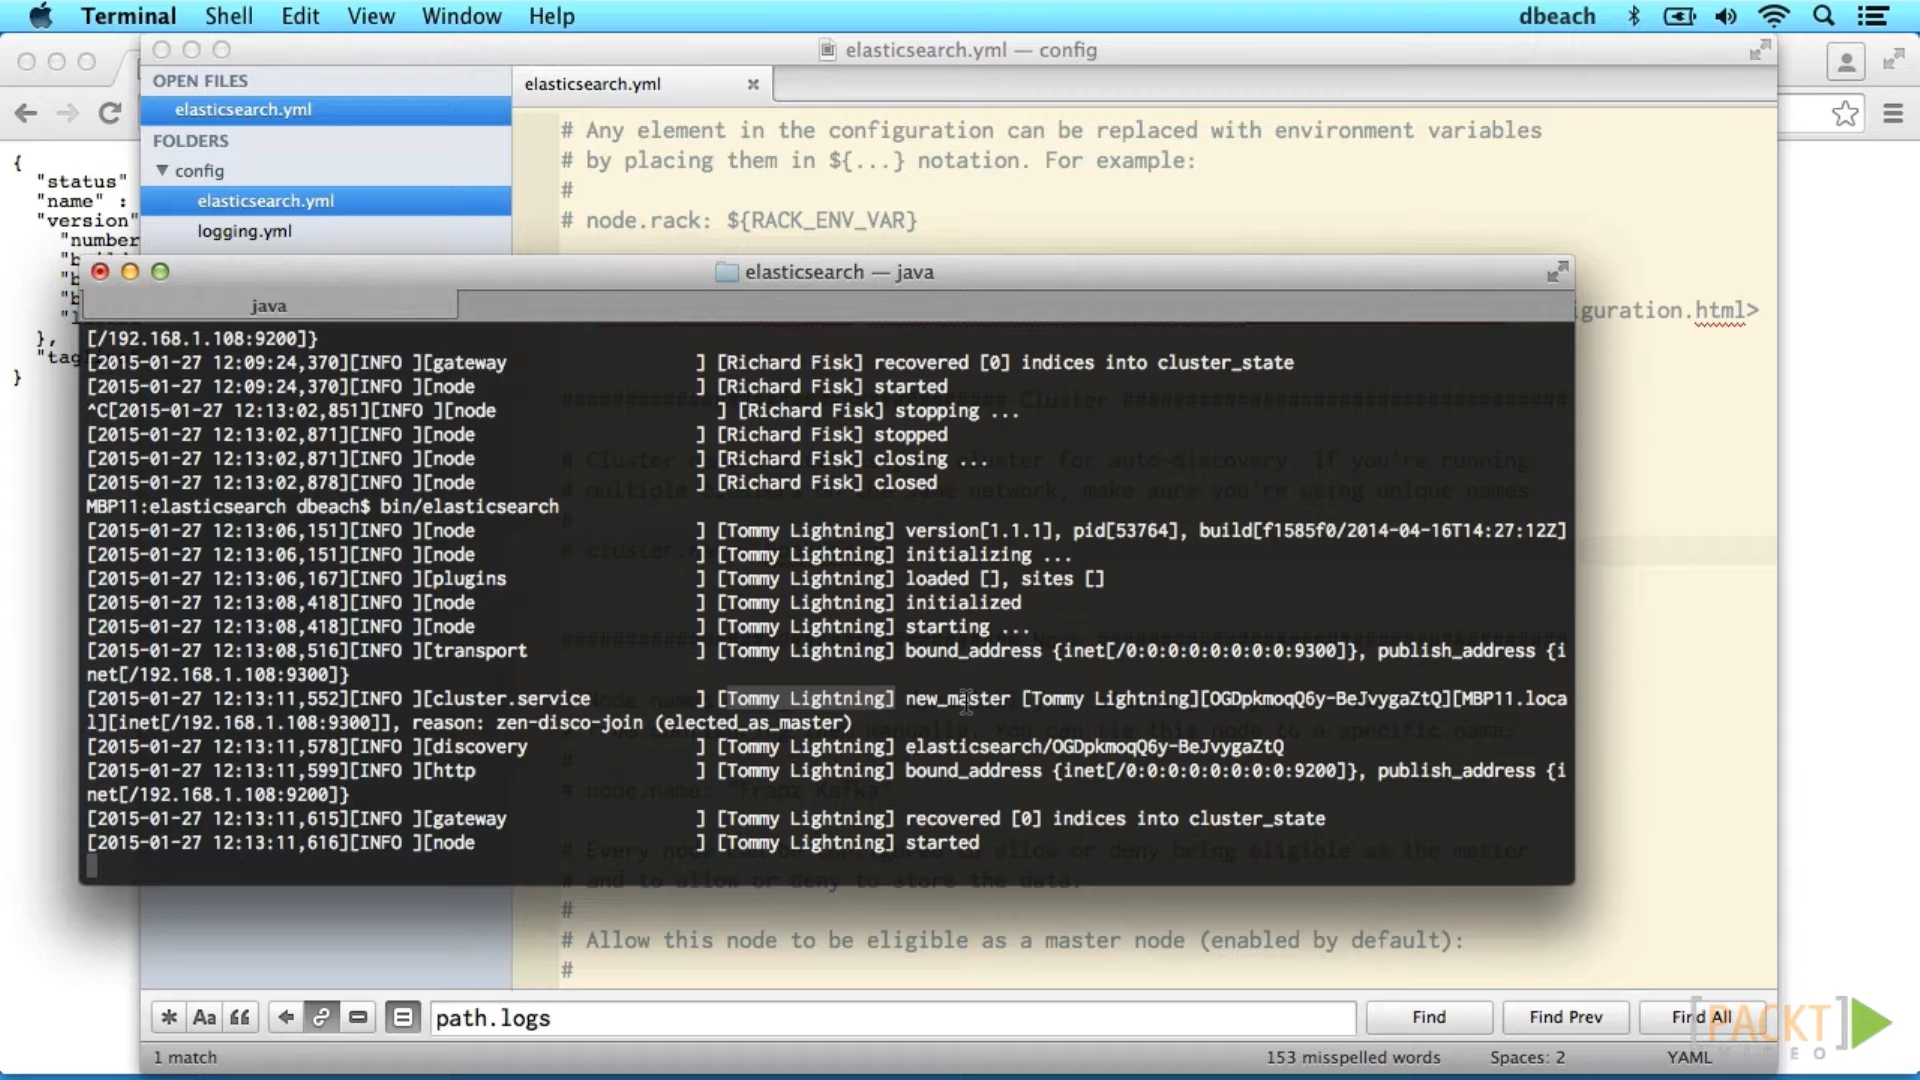 Terminal Shell Edit View Window Help dbeach
elasticsearch.yml — config
OPEN FILES
elasticsearch.yml
FOLDERS
config
elasticsearch.yml
logging.yml
elasticsearch.yml
{
"status"
"name" :
"version"
"number
},
}
# Any element in the configuration can be replaced with environment variables
# by placing them in ${...} notation. For example:
#
# node.rack: ${RACK_ENV_VAR}
iguration.html>
elasticsearch — java
java
[/192.168.1.108:9200]}
[2015-01-27 12:09:24,370][INFO ][gateway ] [Richard Fisk] recovered [0] indices into cluster_state
[2015-01-27 12:09:24,370][INFO ][node ] [Richard Fisk] started
^C[2015-01-27 12:13:02,851][INFO ][node ] [Richard Fisk] stopping ...
[2015-01-27 12:13:02,871][INFO ][node ] [Richard Fisk] stopped
[2015-01-27 12:13:02,871][INFO ][node ] [Richard Fisk] closing ...
[2015-01-27 12:13:02,878][INFO ][node ] [Richard Fisk] closed
MBP11:elasticsearch dbeach$ bin/elasticsearch
[2015-01-27 12:13:06,151][INFO ][node ] [Tommy Lightning] version[1.1.1], pid[53764], build[f1585f0/2014-04-16T14:27:12Z]
[2015-01-27 12:13:06,151][INFO ][node ] [Tommy Lightning] initializing ...
[2015-01-27 12:13:06,167][INFO ][plugins ] [Tommy Lightning] loaded [], sites []
[2015-01-27 12:13:08,418][INFO ][node ] [Tommy Lightning] initialized
[2015-01-27 12:13:08,418][INFO ][node ] [Tommy Lightning] starting ...
[2015-01-27 12:13:08,516][INFO ][transport ] [Tommy Lightning] bound_address {inet[/0:0:0:0:0:0:0:0:9300]}, publish_address {i
net[/192.168.1.108:9300]}
[2015-01-27 12:13:11,552][INFO ][cluster.service ] [Tommy Lightning] new_master [Tommy Lightning][OGDpkmoqQ6y-BeJvygaZtQ][MBP11.loca
l][inet[/192.168.1.108:9300]], reason: zen-disco-join (elected_as_master)
[2015-01-27 12:13:11,578][INFO ][discovery ] [Tommy Lightning] elasticsearch/OGDpkmoqQ6y-BeJvygaZtQ
[2015-01-27 12:13:11,599][INFO ][http ] [Tommy Lightning] bound_address {inet[/0:0:0:0:0:0:0:0:9200]}, publish_address {i
net[/192.168.1.108:9200]}
[2015-01-27 12:13:11,615][INFO ][gateway ] [Tommy Lightning] recovered [0] indices into cluster_state
[2015-01-27 12:13:11,616][INFO ][node ] [Tommy Lightning] started
#
# Allow this node to be eligible as a master node (enabled by default):
#
path.logs
Find Find Prev Find All
1 match 153 misspelled words Spaces: 2 YAML
[PACKT]
VIDEO